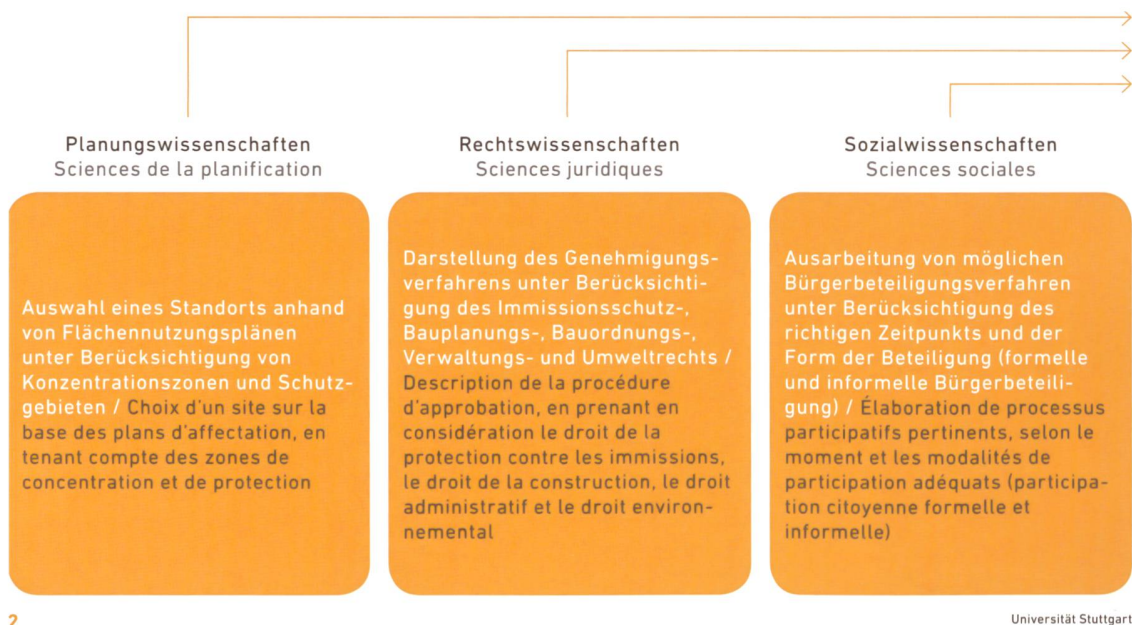 Planungswissenschaften
Sciences de la planification
Auswahl eines Standorts anhand
von Flächennutzungsplänen
unter Berücksichtigung von
Konzentrationszonen und Schutz-
gebieten / Choix d'un site sur la
base des plans d'affectation, en
tenant compte des zones de
concentration et de protection
Rechtswissenschaften
Sciences juridiques
Darstellung des Genehmigungs-
verfahrens unter Berücksichti-
gung des Immissionsschutz-,
Bauplanungs-, Bauordnungs-,
Verwaltungs- und Umweltrechts /
Description de la procédure
d'approbation, en prenant en
considération le droit de la
protection contre les immissions,
le droit de la construction, le droit
administratif et le droit environ-
nemental
Sozialwissenschaften
Sciences sociales
Ausarbeitung von möglichen
Bürgerbeteiligungsverfahren
unter Berücksichtigung des
richtigen Zeitpunkts und der
Form der Beteiligung (formelle
und informelle Bürgerbeteili-
gung) / Élaboration de processus
participatifs pertinents, selon le
moment et les modalités de
participation adéquats (participa-
tion citoyenne formelle et
informelle)
2
Universität Stuttgart